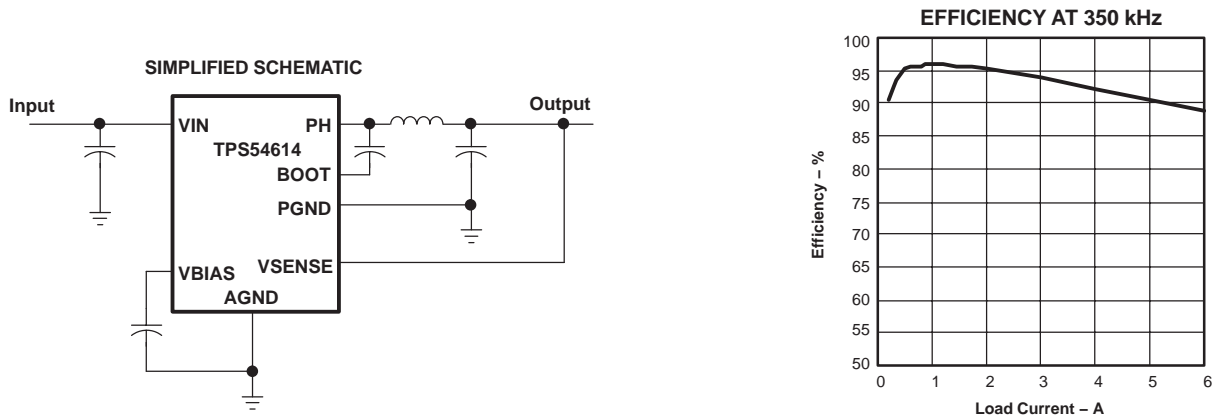 SIMPLIFIED SCHEMATIC
Input
Output
VIN
PH
TPS54614
BOOT
PGND
VBIAS
VSENSE
AGND
EFFICIENCY AT 350 kHz
Efficiency – %
100
95
90
85
80
75
70
65
60
55
50
0 1 2 3 4 5 6
Load Current – A